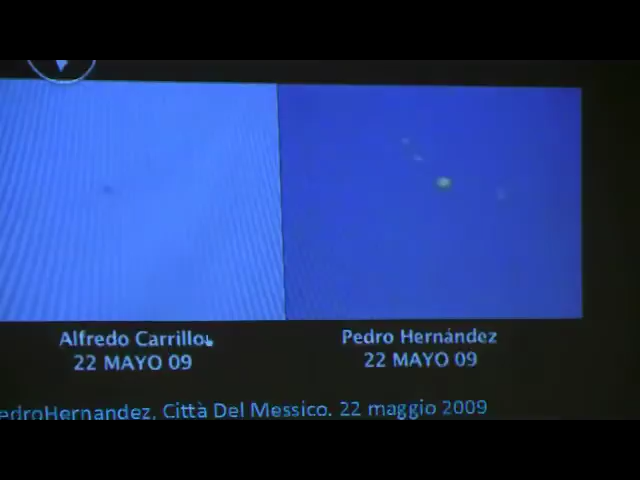 Alfredo Carrillo
22 MAYO 09
Pedro Hernández
22 MAYO 09
edroHernandez, Città Del Messico. 22 maggio 2009